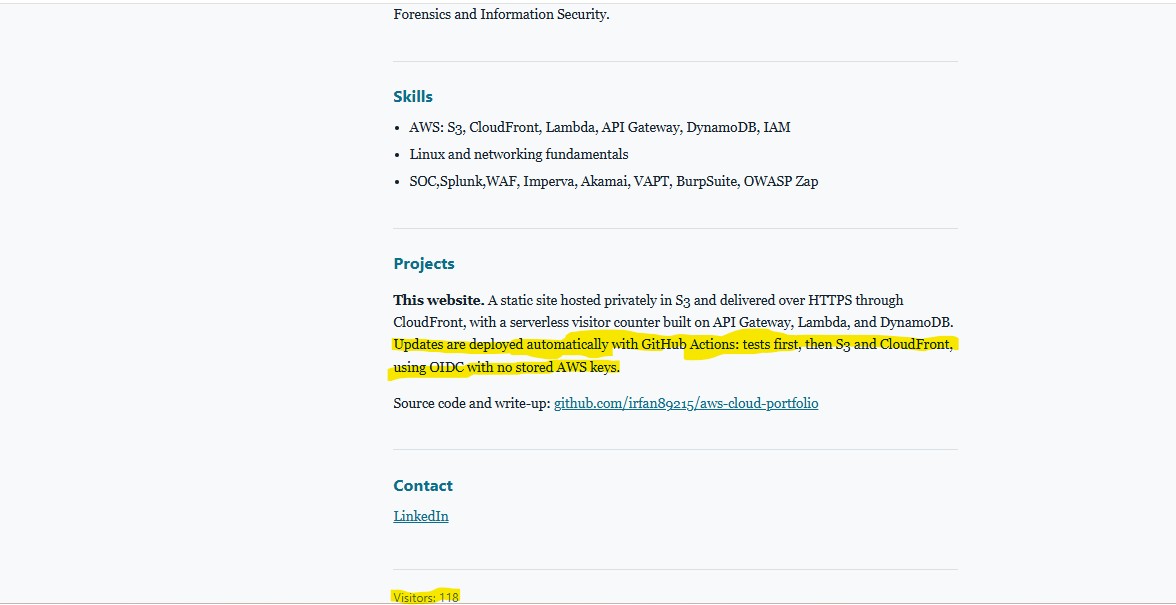 Forensics and Information Security.
Skills
• AWS: S3, CloudFront, Lambda, API Gateway, DynamoDB, IAM
• Linux and networking fundamentals
• SOC,Splunk,WAF, Imperva, Akamai, VAPT, BurpSuite, OWASP Zap
Projects
This website. A static site hosted privately in S3 and delivered over HTTPS through
CloudFront, with a serverless visitor counter built on API Gateway, Lambda, and DynamoDB.
Updates are deployed automatically with GitHub Actions: tests first, then S3 and CloudFront,
using OIDC with no stored AWS keys.
Source code and write-up: github.com/irfan89215/aws-cloud-portfolio
Contact
LinkedIn
Visitors: 118